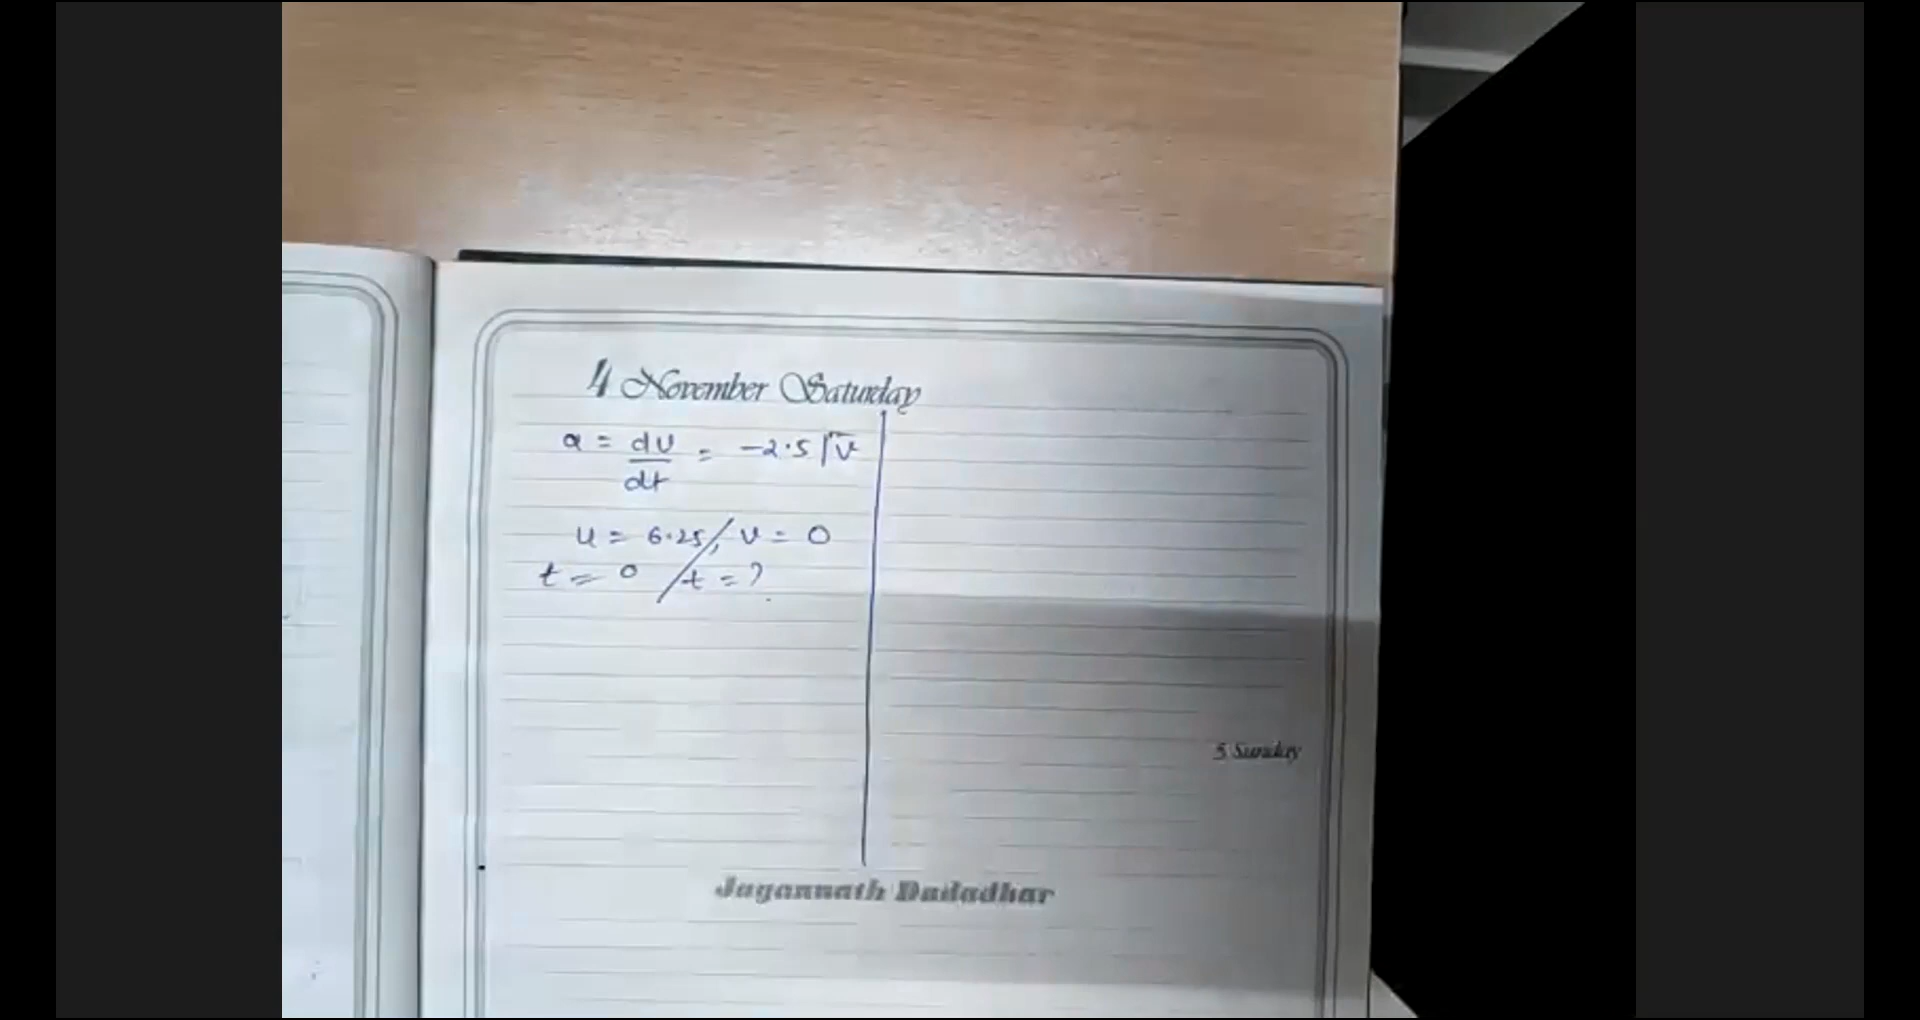 4 November Saturday
a = dv/dt = -2.5 √v
u = 6.25, / v = 0
t = 0 / t = ?
5 Sunday
Jagannath Dadadhar